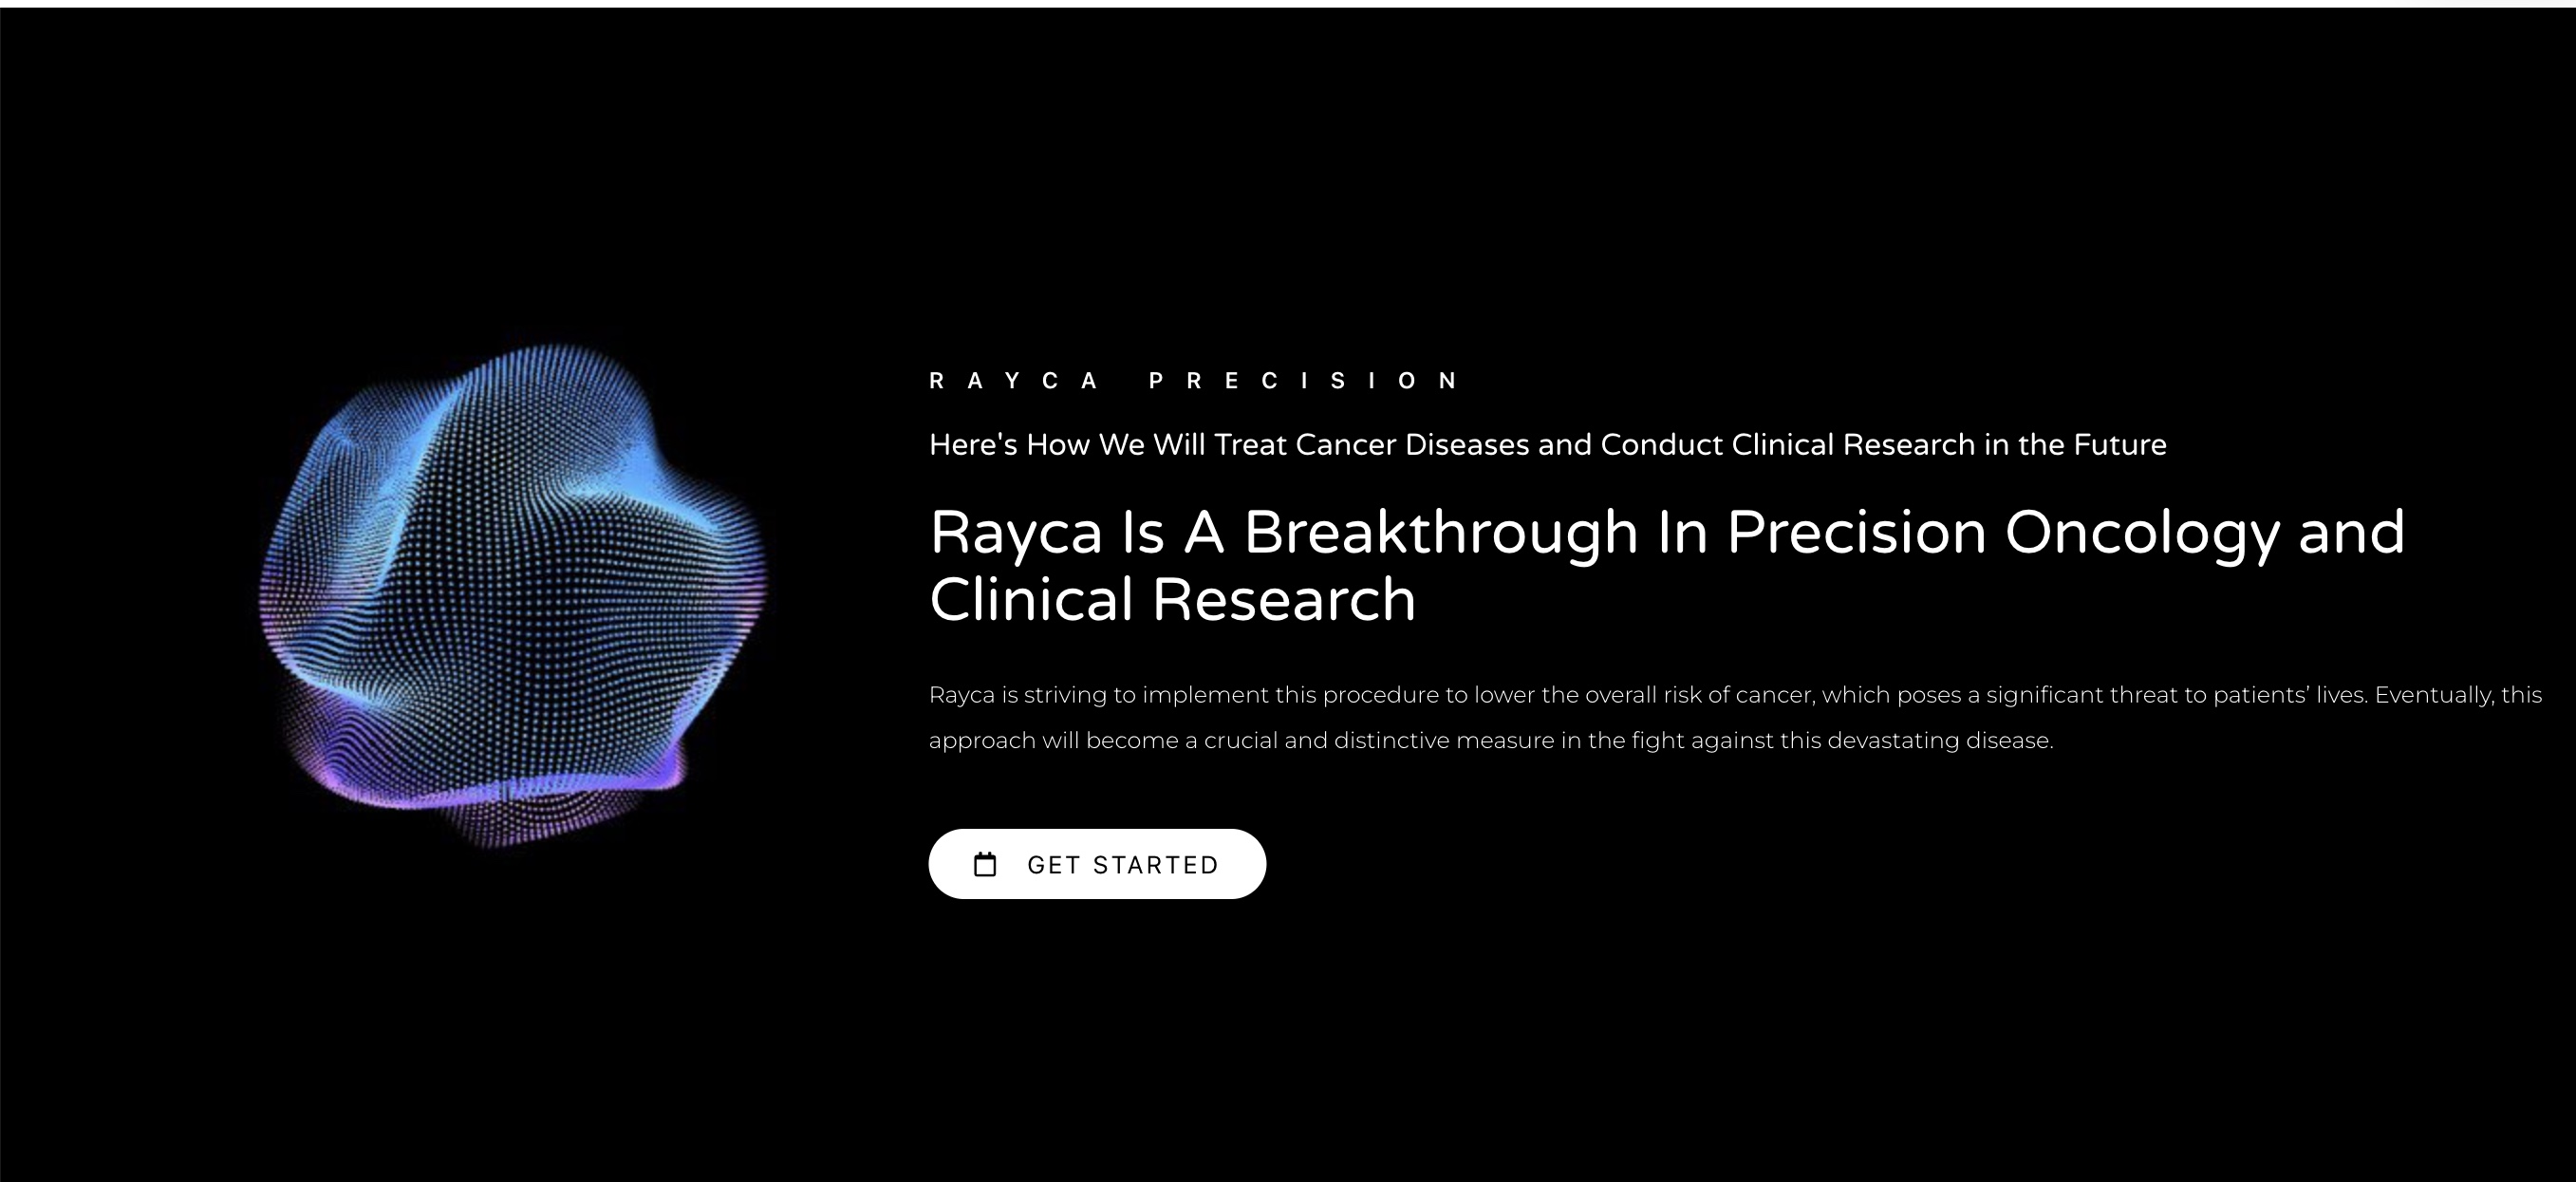 RAYCA PRECISION
Here's How We Will Treat Cancer Diseases and Conduct Clinical Research in the Future
Rayca Is A Breakthrough In Precision Oncology and
Clinical Research
Rayca is striving to implement this procedure to lower the overall risk of cancer, which poses a significant threat to patients’ lives. Eventually, this
approach will become a crucial and distinctive measure in the fight against this devastating disease.
GET STARTED